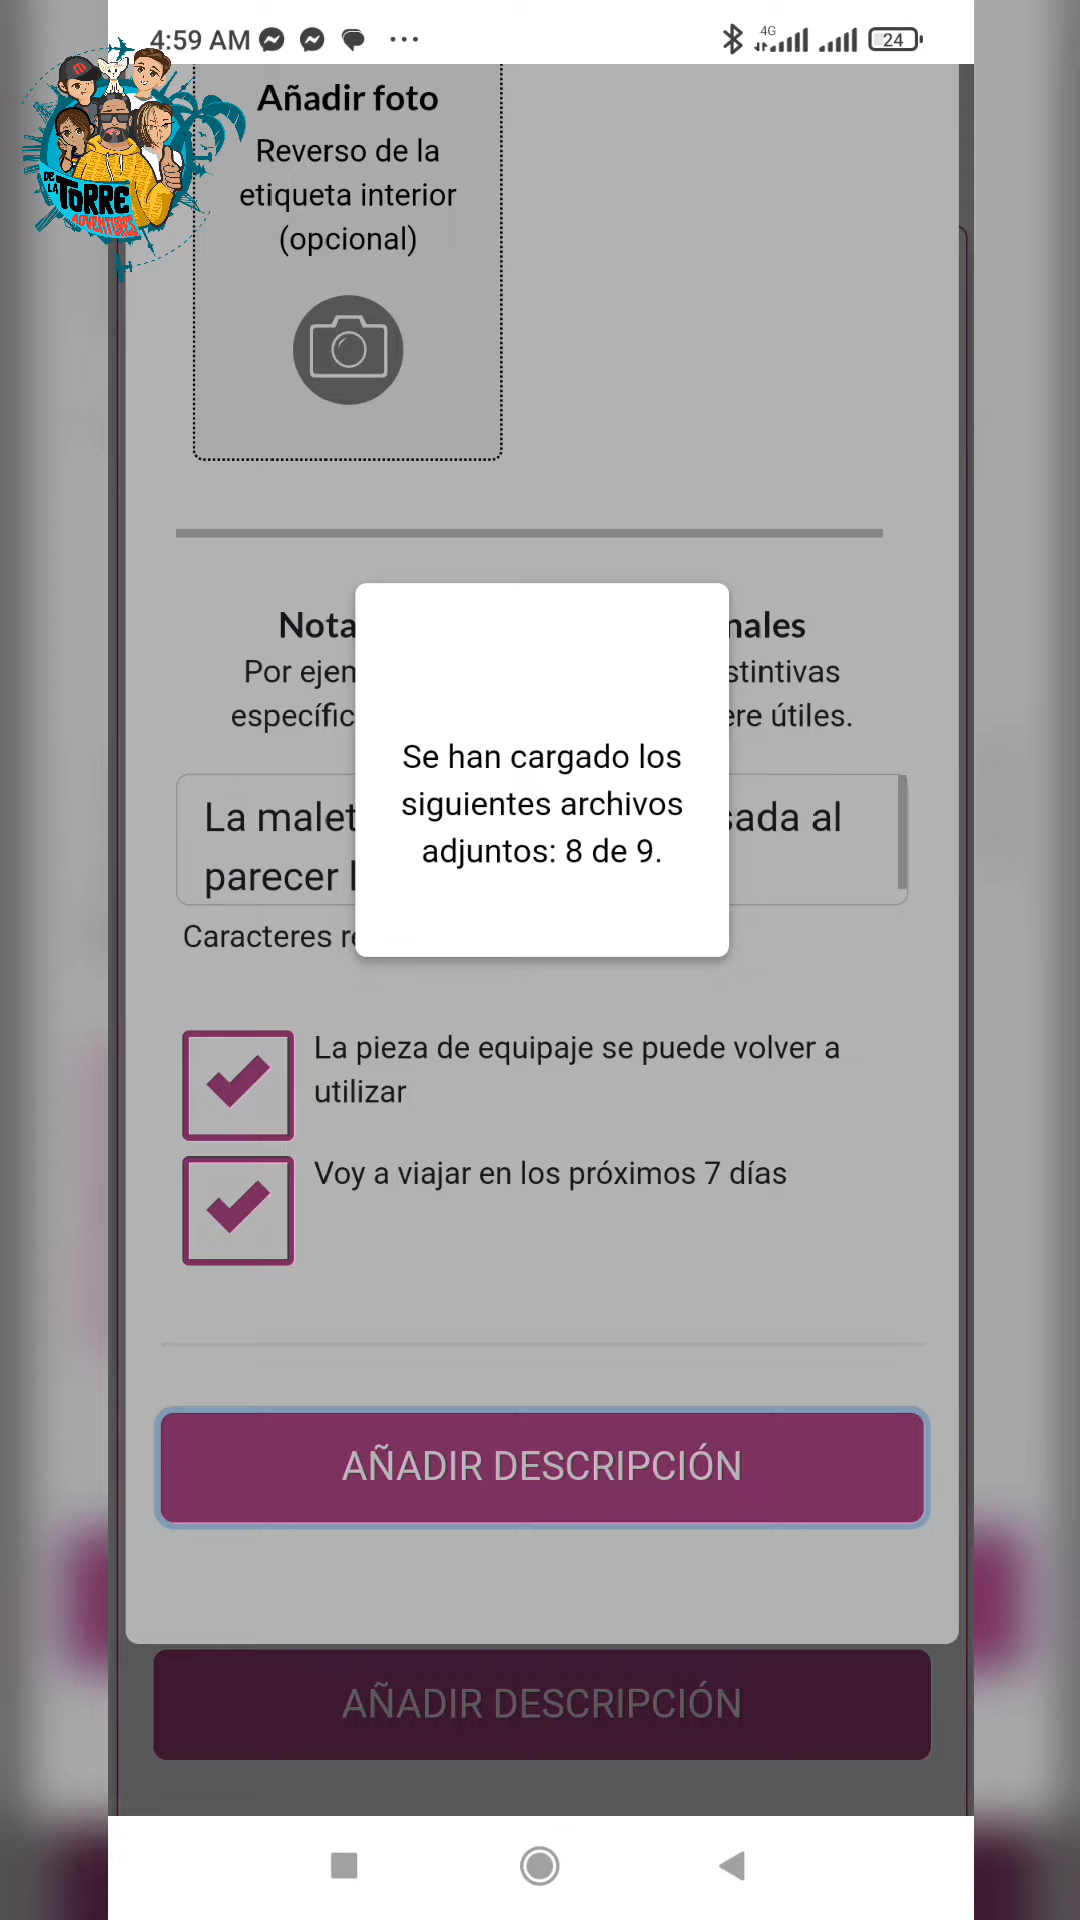 4:59 AM
4G
24
DE LA TORRE
ADVENTURES
Añadir foto
Reverso de la
etiqueta interior
(opcional)
Nota
nales
Por ejem
stintivas
específic
ere útiles.
La malet
sada al
parecer
Caracteres re
Se han cargado los
siguientes archivos
adjuntos: 8 de 9.
La pieza de equipaje se puede volver a
utilizar
Voy a viajar en los próximos 7 días
AÑADIR DESCRIPCIÓN
AÑADIR DESCRIPCIÓN